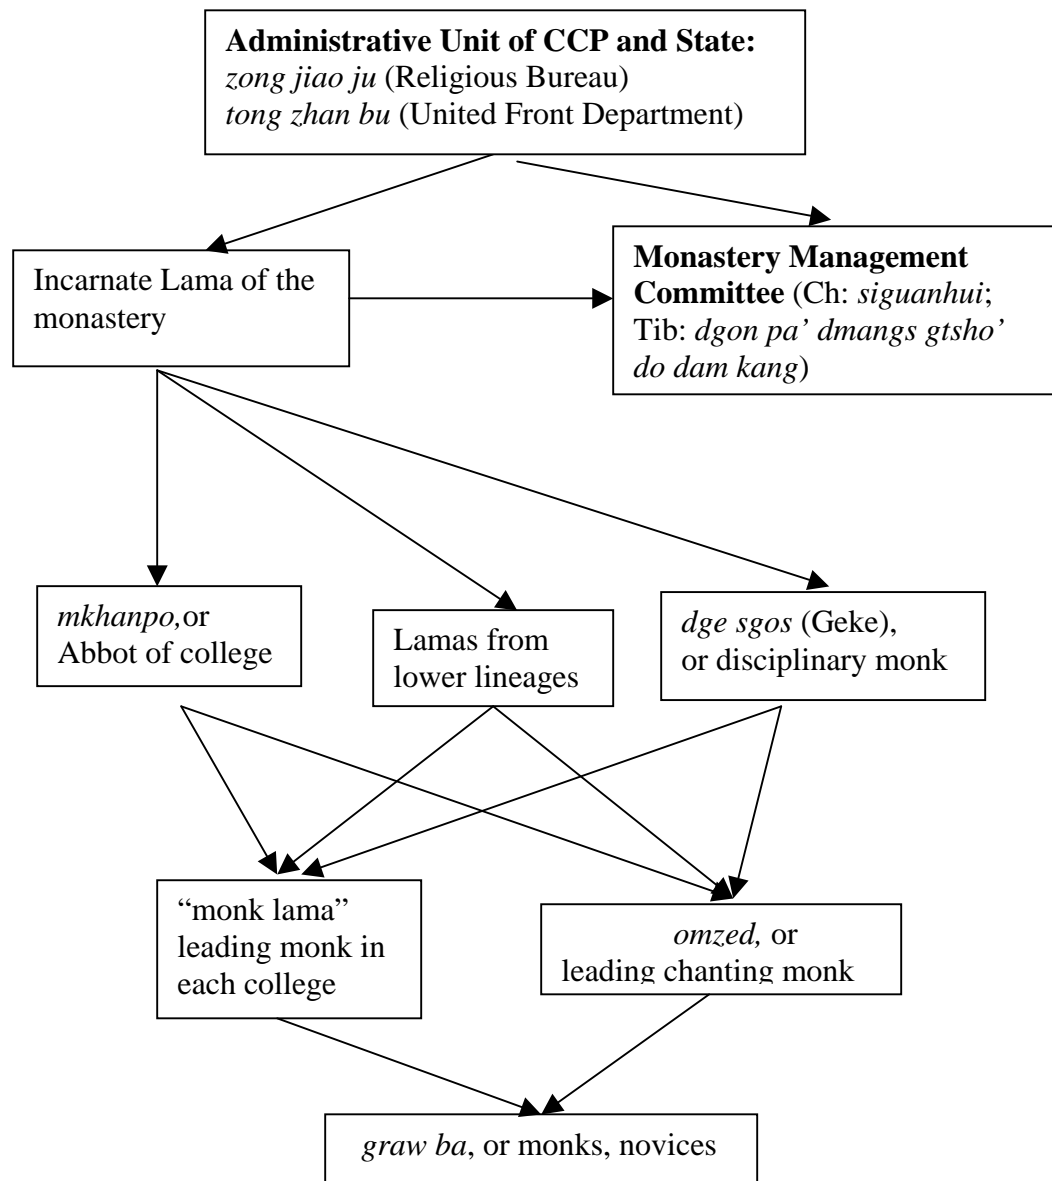 Administrative Unit of CCP and State:
zong jiao ju (Religious Bureau)
tong zhan bu (United Front Department)
Incarnate Lama of the
monastery
Monastery Management
Committee (Ch: siguanhui;
Tib: dgon pa’ dmangs gtsho’
do dam kang)
mkhanpo,or
Abbot of college
Lamas from
lower lineages
dge sgos (Geke),
or disciplinary monk
“monk lama”
leading monk in
each college
omzed, or
leading chanting monk
graw ba, or monks, novices